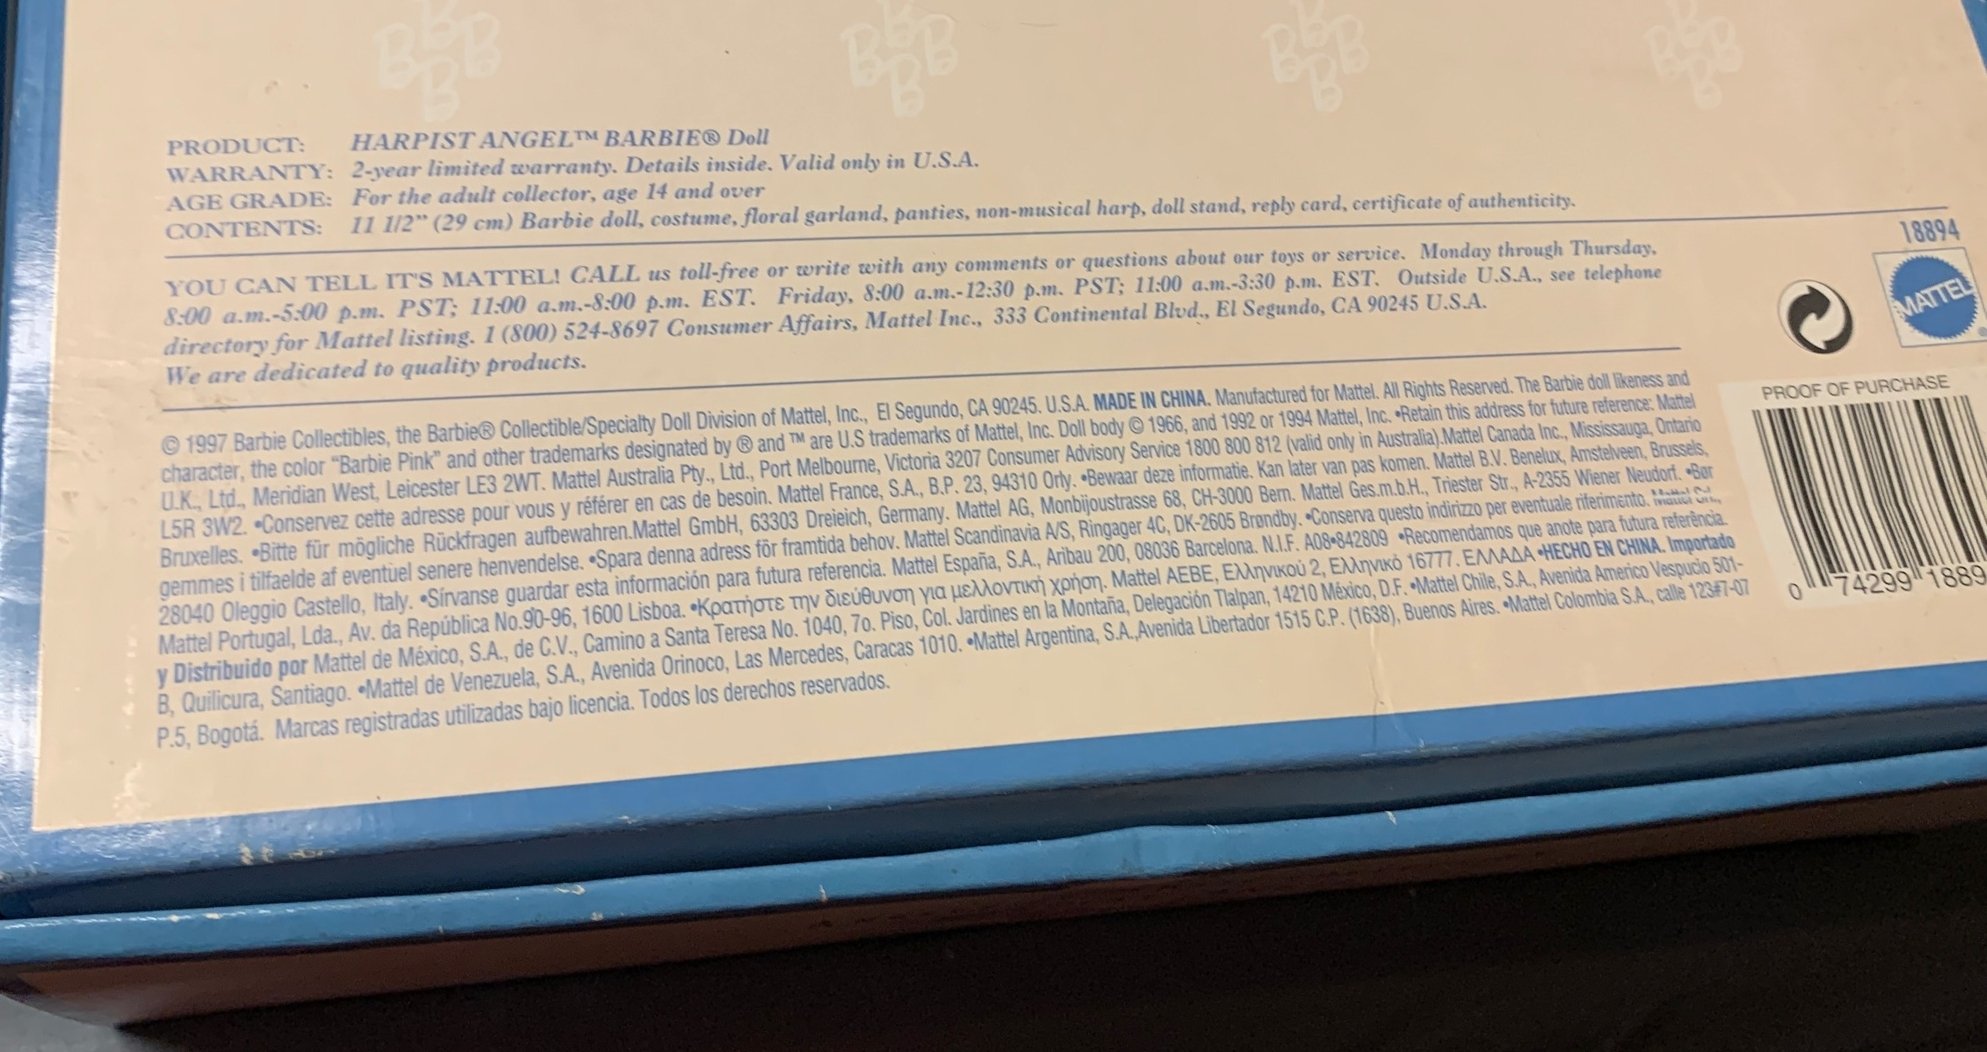 PRODUCT: HARPIST ANGEL™ BARBIE® Doll
WARRANTY: 2-year limited warranty. Details inside. Valid only in U.S.A.
AGE GRADE: For the adult collector, age 14 and over
CONTENTS: 11 1/2” (29 cm) Barbie doll, costume, floral garland, panties, non-musical harp, doll stand, reply card, certificate of authenticity.
18894
YOU CAN TELL IT'S MATTEL! CALL us toll-free or write with any comments or questions about our toys or service. Monday through Thursday,
8:00 a.m.-5:00 p.m. PST; 11:00 a.m.-8:00 p.m. EST. Friday, 8:00 a.m.-12:30 p.m. PST; 11:00 a.m.-3:30 p.m. EST. Outside U.S.A., see telephone
directory for Mattel listing. 1 (800) 524-8697 Consumer Affairs, Mattel Inc., 333 Continental Blvd., El Segundo, CA 90245 U.S.A.
We are dedicated to quality products.
MATTEL
PROOF OF PURCHASE
© 1997 Barbie Collectibles, the Barbie® Collectible/Specialty Doll Division of Mattel, Inc., El Segundo, CA 90245. U.S.A. MADE IN CHINA. Manufactured for Mattel. All Rights Reserved. The Barbie doll likeness and
character, the color “Barbie Pink” and other trademarks designated by ® and ™ are U.S trademarks of Mattel, Inc. Doll body © 1966, and 1992 or 1994 Mattel, Inc. •Retain this address for future reference: Mattel
U.K., Ltd., Meridian West, Leicester LE3 2WT. Mattel Australia Pty., Ltd., Port Melbourne, Victoria 3207 Consumer Advisory Service 1800 800 812 (valid only in Australia).Mattel Canada Inc., Mississauga, Ontario
L5R 3W2. •Conservez cette adresse pour vous y référer en cas de besoin. Mattel France, S.A., B.P. 23, 94310 Orly. •Bewaar deze informatie. Kan later van pas komen. Mattel B.V. Benelux, Amstelveen, Brussels,
Bruxelles. •Bitte für mögliche Rückfragen aufbewahren.Mattel GmbH, 63303 Dreieich, Germany. Mattel AG, Monbijoustrasse 68, CH-3000 Bern. Mattel Ges.m.b.H., Triester Str., A-2355 Wiener Neudorf. •Bør
gemmes i tilfaelde af eventuel senere henvendelse. •Spara denna adress för framtida behov. Mattel Scandinavia A/S, Ringager 4C, DK-2605 Brøndby. •Conserva questo indirizzo per eventuale riferimento. Mattel
28040 Oleggio Castello, Italy. •Sírvanse guardar esta información para futura referencia. Mattel España, S.A., Aribau 200, 08036 Barcelona. N.I.F. A08•842809 •Recomendamos que anote para futura referência.
Mattel Portugal, Lda., Av. da República No.90-96, 1600 Lisboa. •Κρατήστε την διεύθυνση για μελλοντική χρήση. Mattel AEBE, Ελληνικού 2, Ελληνικό 16777. ΕΛΛΑΔΑ •HECHO EN CHINA. Importado
y Distribuido por Mattel de México, S.A., de C.V., Camino a Santa Teresa No. 1040, 7o. Piso, Col. Jardines en la Montaña, Delegación Tlalpan, 14210 México, D.F. •Mattel Chile, S.A., Avenida Americo Vespucio 501-
B, Quilicura, Santiago. •Mattel de Venezuela, S.A., Avenida Orinoco, Las Mercedes, Caracas 1010. •Mattel Argentina, S.A.,Avenida Libertador 1515 C.P. (1638), Buenos Aires. •Mattel Colombia S.A., calle 123#7-07
P.5, Bogotá. Marcas registradas utilizadas bajo licencia. Todos los derechos reservados.
0 74299 1889